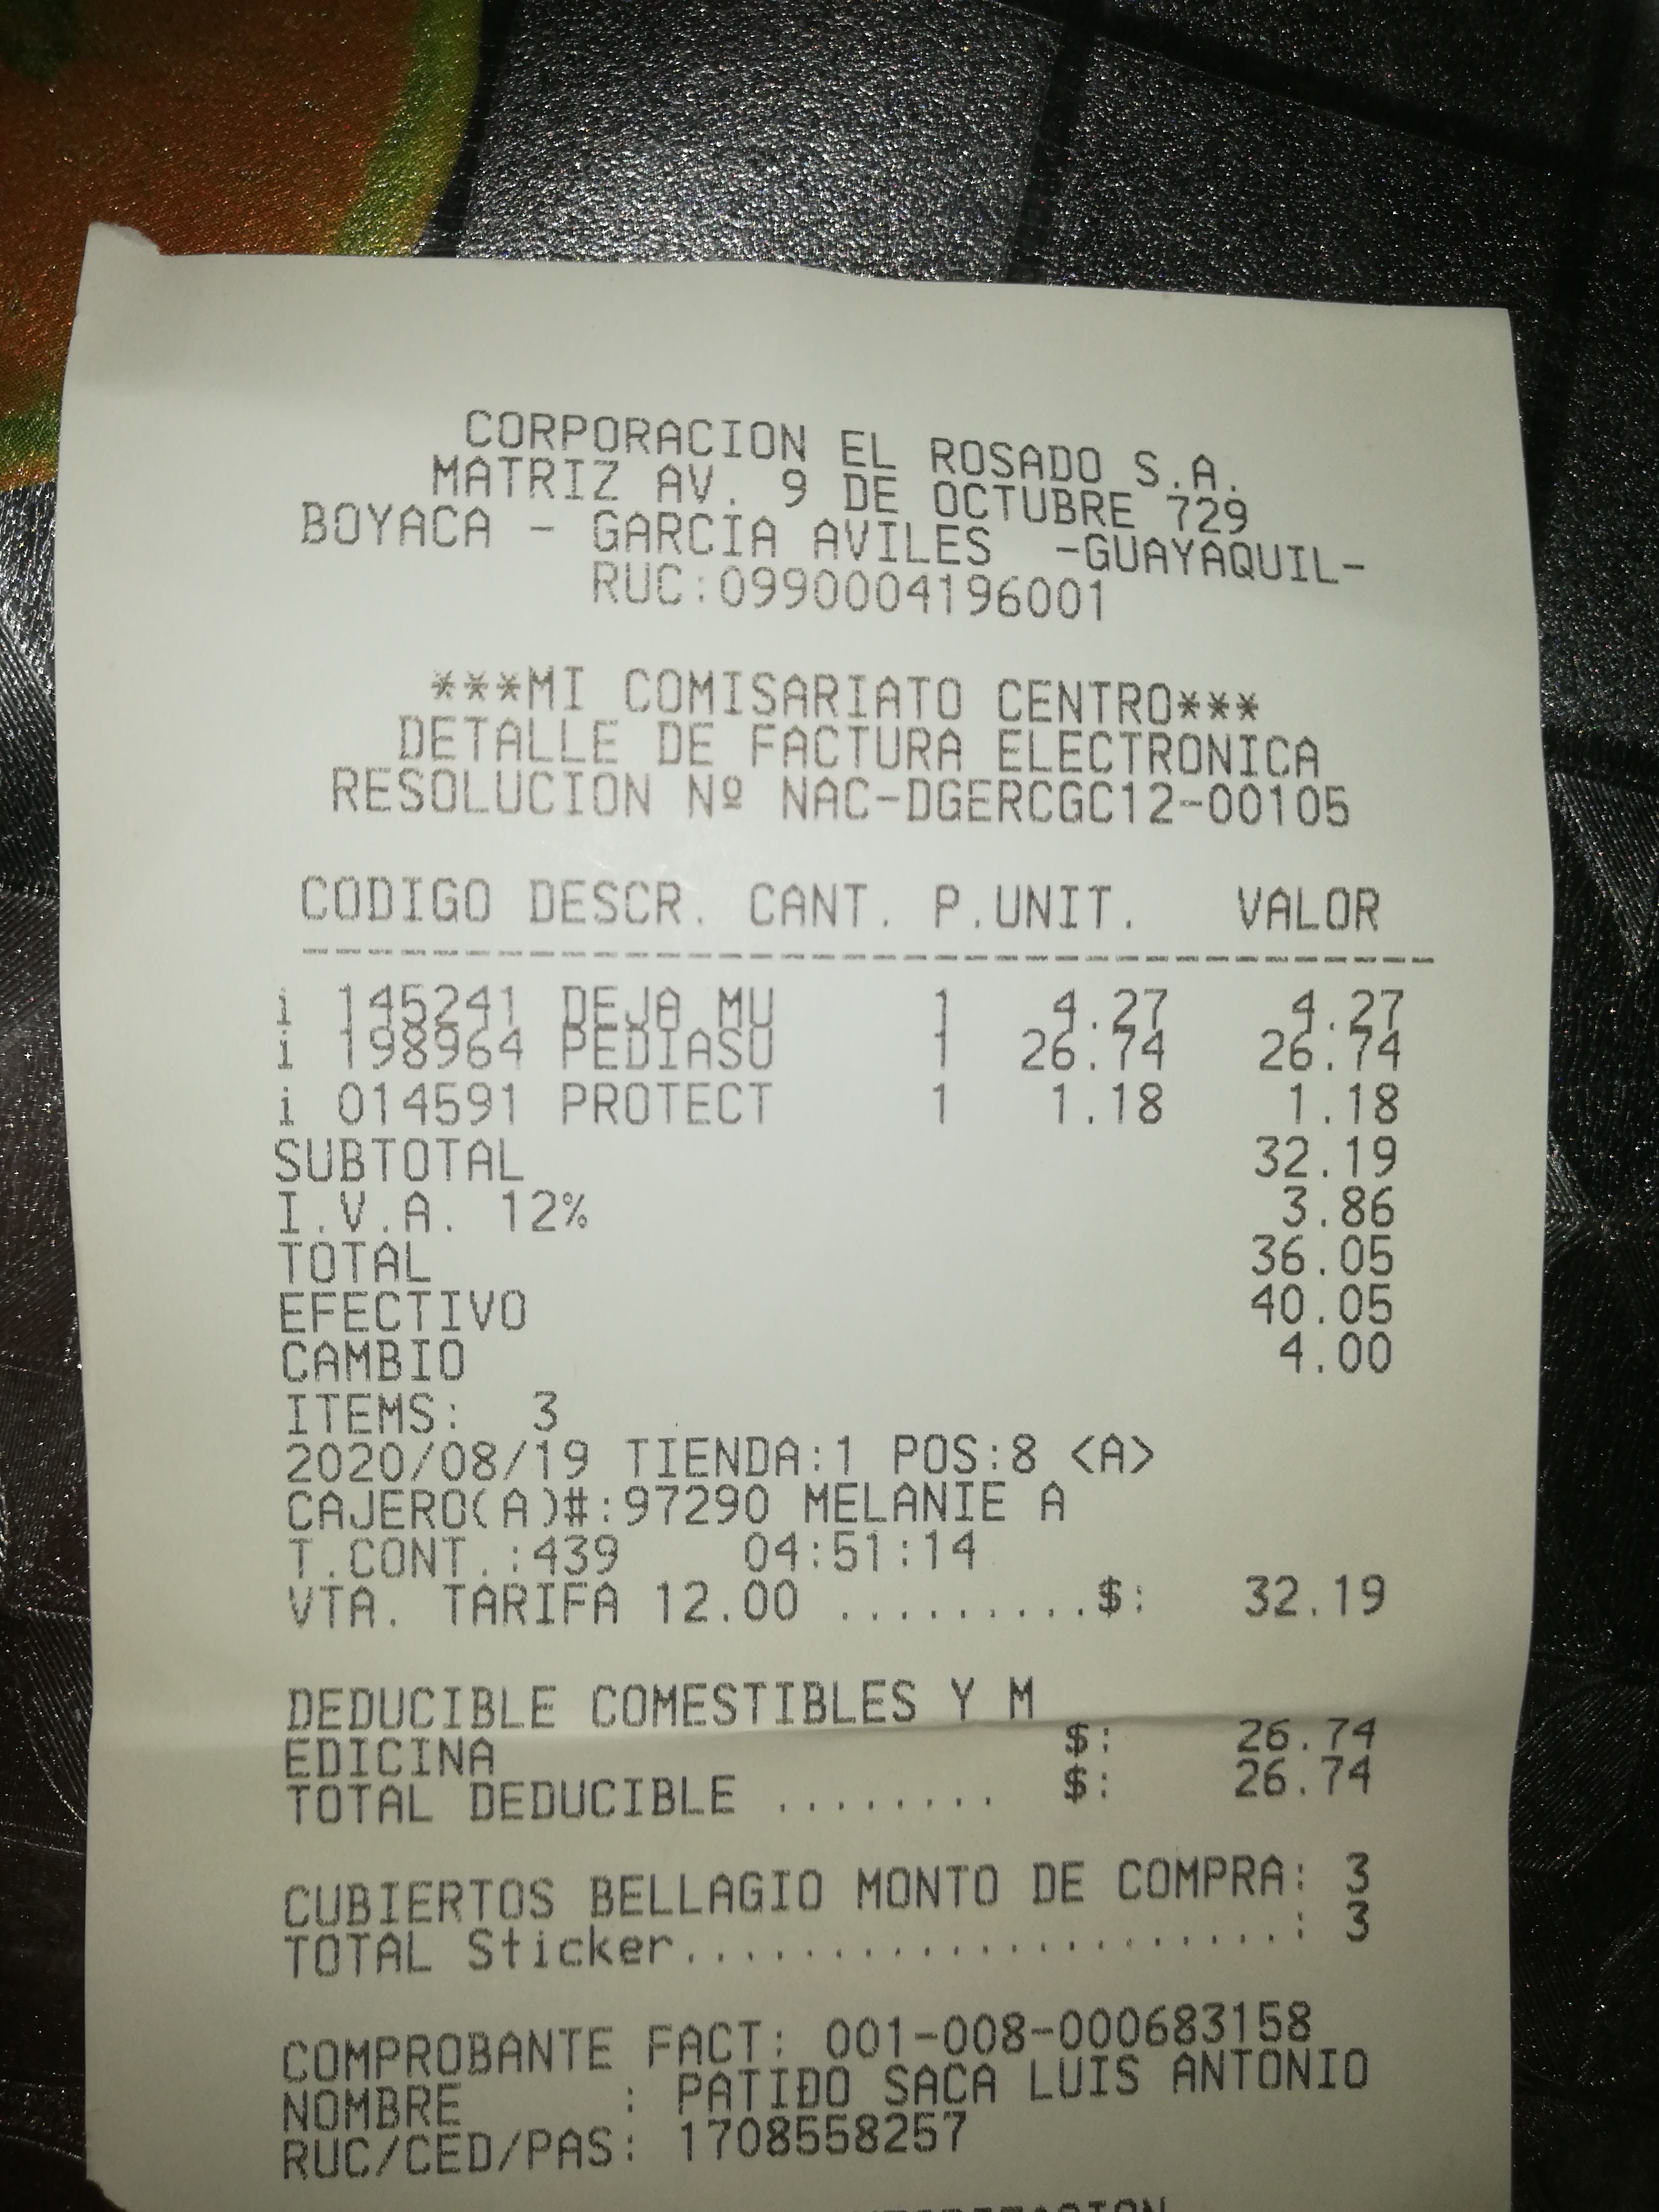 CORPORACION EL ROSADO S.A.
MATRIZ AV. 9 DE OCTUBRE 729
BOYACA - GARCIA AVILES -GUAYAQUIL-
RUC:0990004196001
***MI COMISARIATO CENTRO***
DETALLE DE FACTURA ELECTRONICA
RESOLUCION Nº NAC-DGERCGC12-00105
CODIGO DESCR. CANT. P.UNIT. VALOR
----------------------------------------
i 145241 DEJA MU 1 4.27 4.27
i 198964 PEDIASU 1 26.74 26.74
i 014591 PROTECT 1 1.18 1.18
SUBTOTAL 32.19
I.V.A. 12% 3.86
TOTAL 36.05
EFECTIVO 40.05
CAMBIO 4.00
ITEMS: 3
2020/08/19 TIENDA:1 POS:8 <A>
CAJERO(A)#:97290 MELANIE A
T.CONT.:439 04:51:14
VTA. TARIFA 12.00 .........$: 32.19
DEDUCIBLE COMESTIBLES Y M
EDICINA $: 26.74
TOTAL DEDUCIBLE ........ $: 26.74
CUBIERTOS BELLAGIO MONTO DE COMPRA: 3
TOTAL Sticker.......................: 3
COMPROBANTE FACT: 001-008-000683158
NOMBRE : PATIÐO SACA LUIS ANTONIO
RUC/CED/PAS: 1708558257